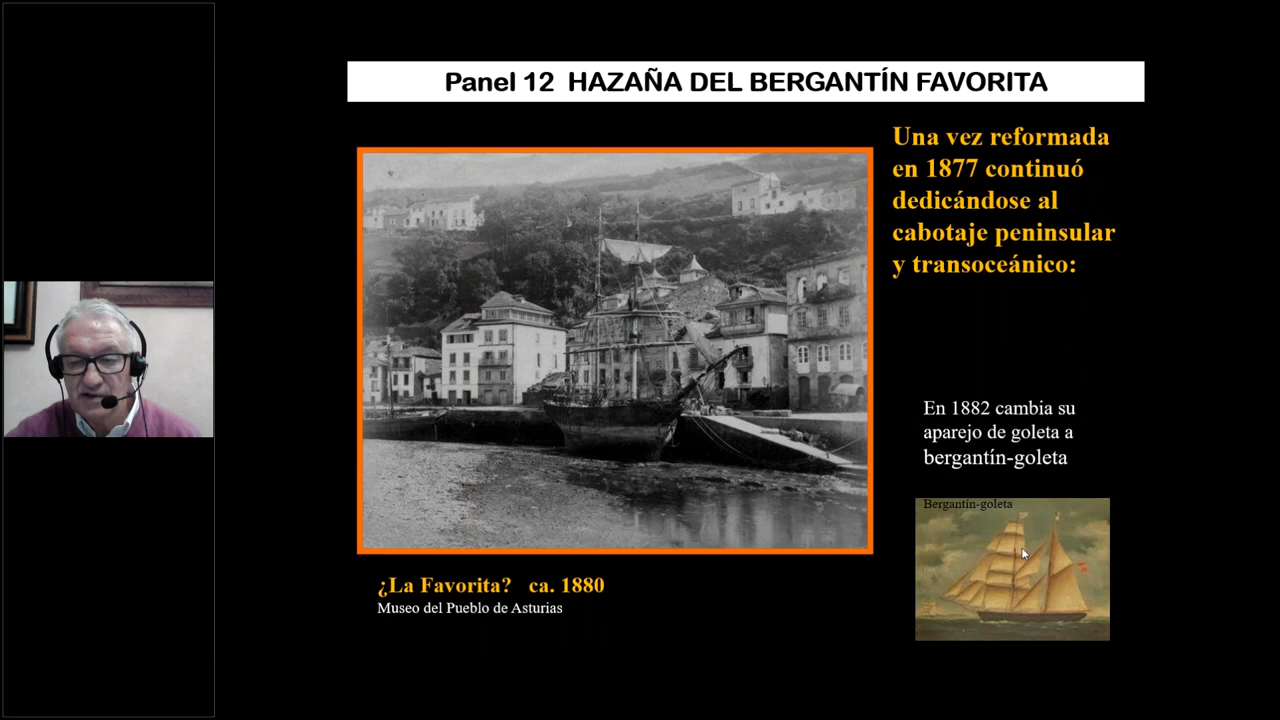 Panel 12 HAZAÑA DEL BERGANTÍN FAVORITA
Una vez reformada
en 1877 continuó
dedicándose al
cabotaje peninsular
y transoceánico:
En 1882 cambia su
aparejo de goleta a
bergantín-goleta
Bergantín-goleta
¿La Favorita? ca. 1880
Museo del Pueblo de Asturias